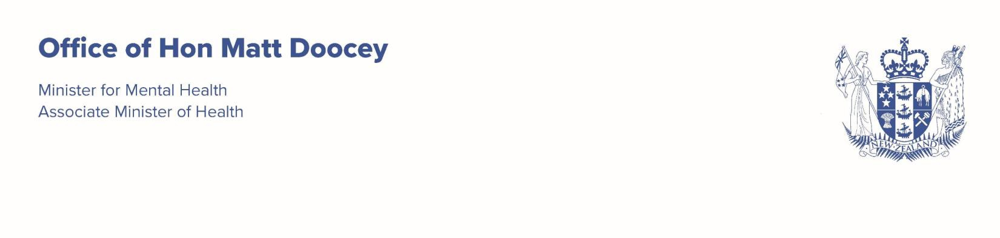 Office of Hon Matt Doocey
Minister for Mental Health
Associate Minister of Health
NEW ZEALAND